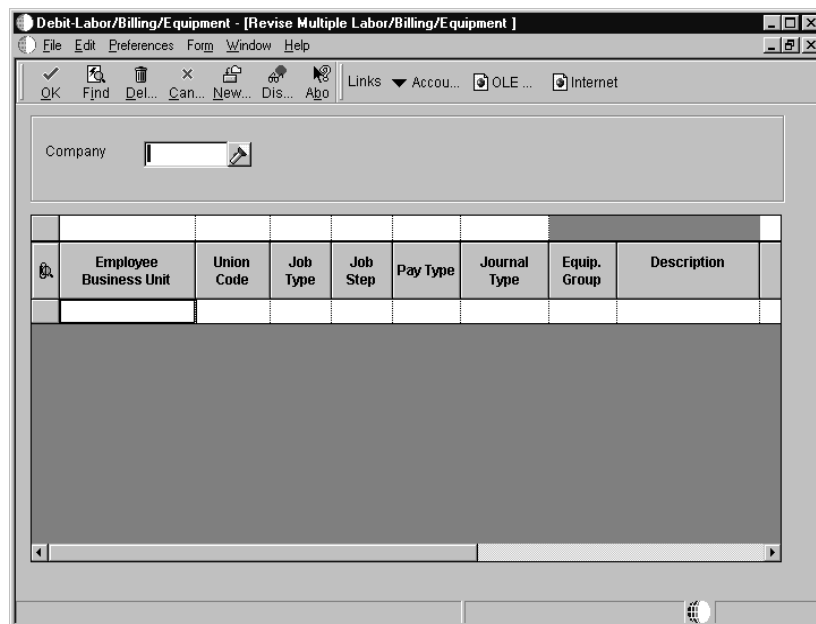 Debit-Labor/Billing/Equipment - [Revise Multiple Labor/Billing/Equipment ]
File Edit Preferences Form Window Help
OK Find Del... Can... New... Dis... Abo Links Accou... OLE ... Internet
Company
Employee Business Unit Union Code Job Type Job Step Pay Type Journal Type Equip. Group Description